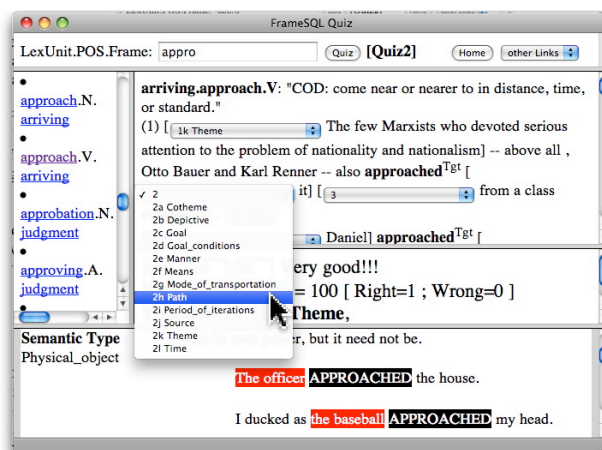 FrameSQL Quiz
LexUnit.POS.Frame: appro Quiz [Quiz2] Home other Links
approach.N.
arriving
approach.V.
arriving
approbation.N.
judgment
approving.A.
judgment
arriving.approach.V: "COD: come near or nearer to in distance, time,
or standard."
(1) [ 1k Theme The few Marxists who devoted serious
attention to the problem of nationality and nationalism] -- above all ,
Otto Bauer and Karl Renner -- also approachedTgt [
it] [ 3 from a class
Daniel] approachedTgt [
✓ 2
2a Cotheme
2b Depictive
2c Goal
2d Goal_conditions
2e Manner
2f Means
2g Mode_of_transportation
2h Path
2i Period_of_iterations
2j Source
2k Theme
2l Time
ery good!!!
= 100 [ Right=1 ; Wrong=0 ]
Theme,
Semantic Type
Physical_object
, but it need not be.
The officer APPROACHED the house.
I ducked as the baseball APPROACHED my head.